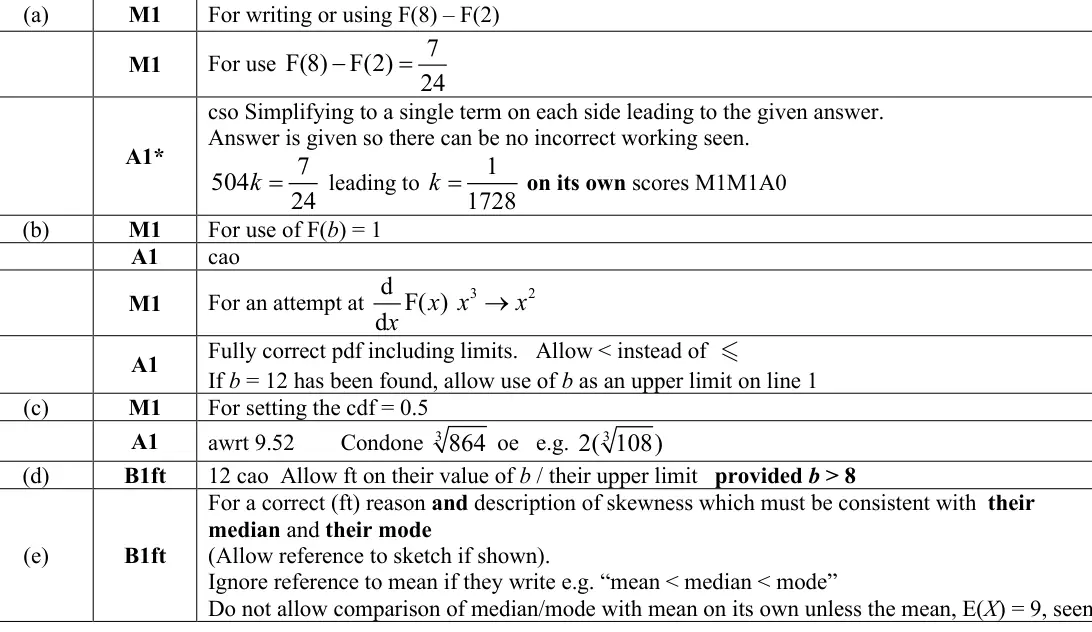 (a) M1 For writing or using F(8) – F(2)
M1 For use F(8) − F(2) = 7/24
cso Simplifying to a single term on each side leading to the given answer.
Answer is given so there can be no incorrect working seen.
A1* 504k = 7/24 leading to k = 1/1728 on its own scores M1M1A0
(b) M1 For use of F(b) = 1
A1 cao
M1 For an attempt at d/dx F(x) x³ → x²
Fully correct pdf including limits. Allow < instead of ⩽
A1 If b = 12 has been found, allow use of b as an upper limit on line 1
(c) M1 For setting the cdf = 0.5
A1 awrt 9.52 Condone ∛864 oe e.g. 2(∛108)
(d) B1ft 12 cao Allow ft on their value of b / their upper limit provided b > 8
For a correct (ft) reason and description of skewness which must be consistent with their
median and their mode
(e) B1ft (Allow reference to sketch if shown).
Ignore reference to mean if they write e.g. “mean < median < mode”
Do not allow comparison of median/mode with mean on its own unless the mean, E(X) = 9, seen